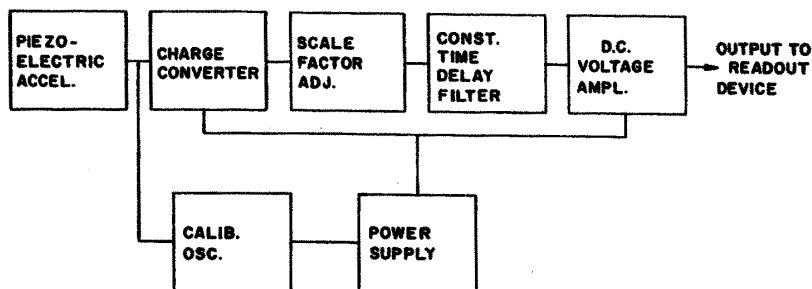 PIEZO-
ELECTRIC
ACCEL.
CHARGE
CONVERTER
SCALE
FACTOR
ADJ.
CONST.
TIME
DELAY
FILTER
D.C.
VOLTAGE
AMPL.
OUTPUT TO
READOUT
DEVICE
CALIB.
OSC.
POWER
SUPPLY